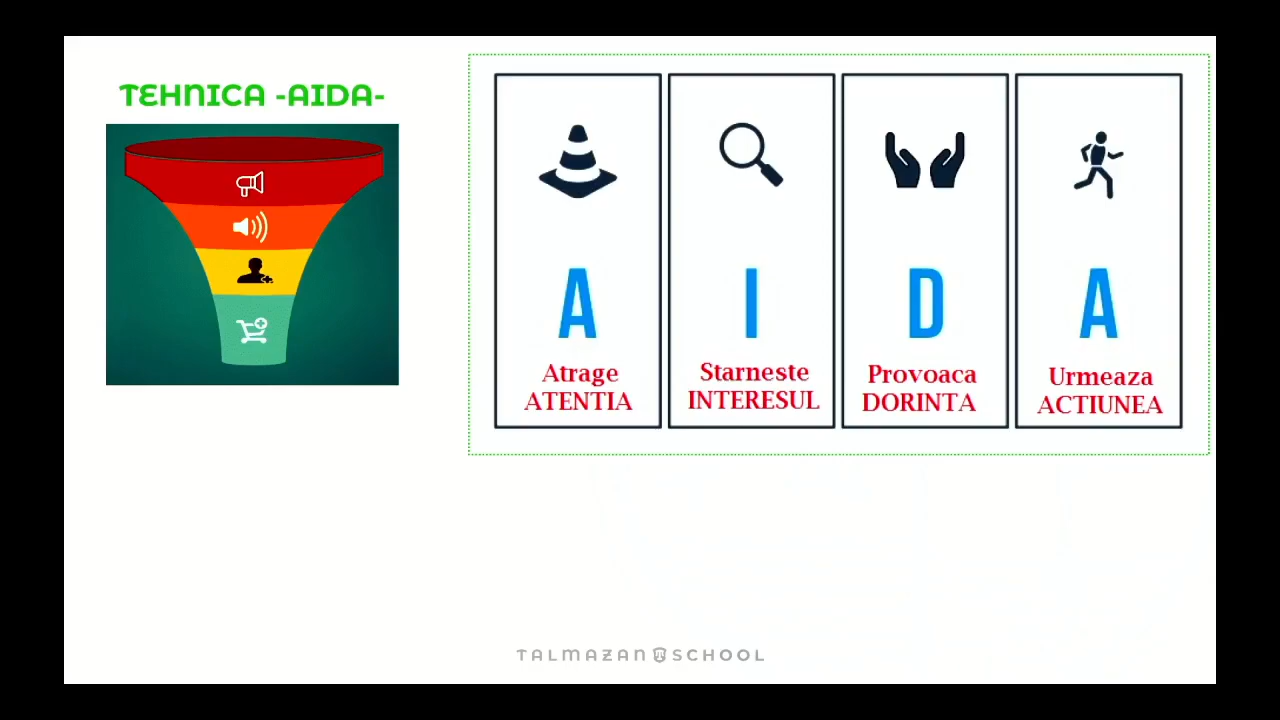 TEHNICA -AIDA-
A
Atrage
ATENTIA
I
Starneste
INTERESUL
D
Provoaca
DORINTA
A
Urmeaza
ACTIUNEA
TALMAZAN SCHOOL